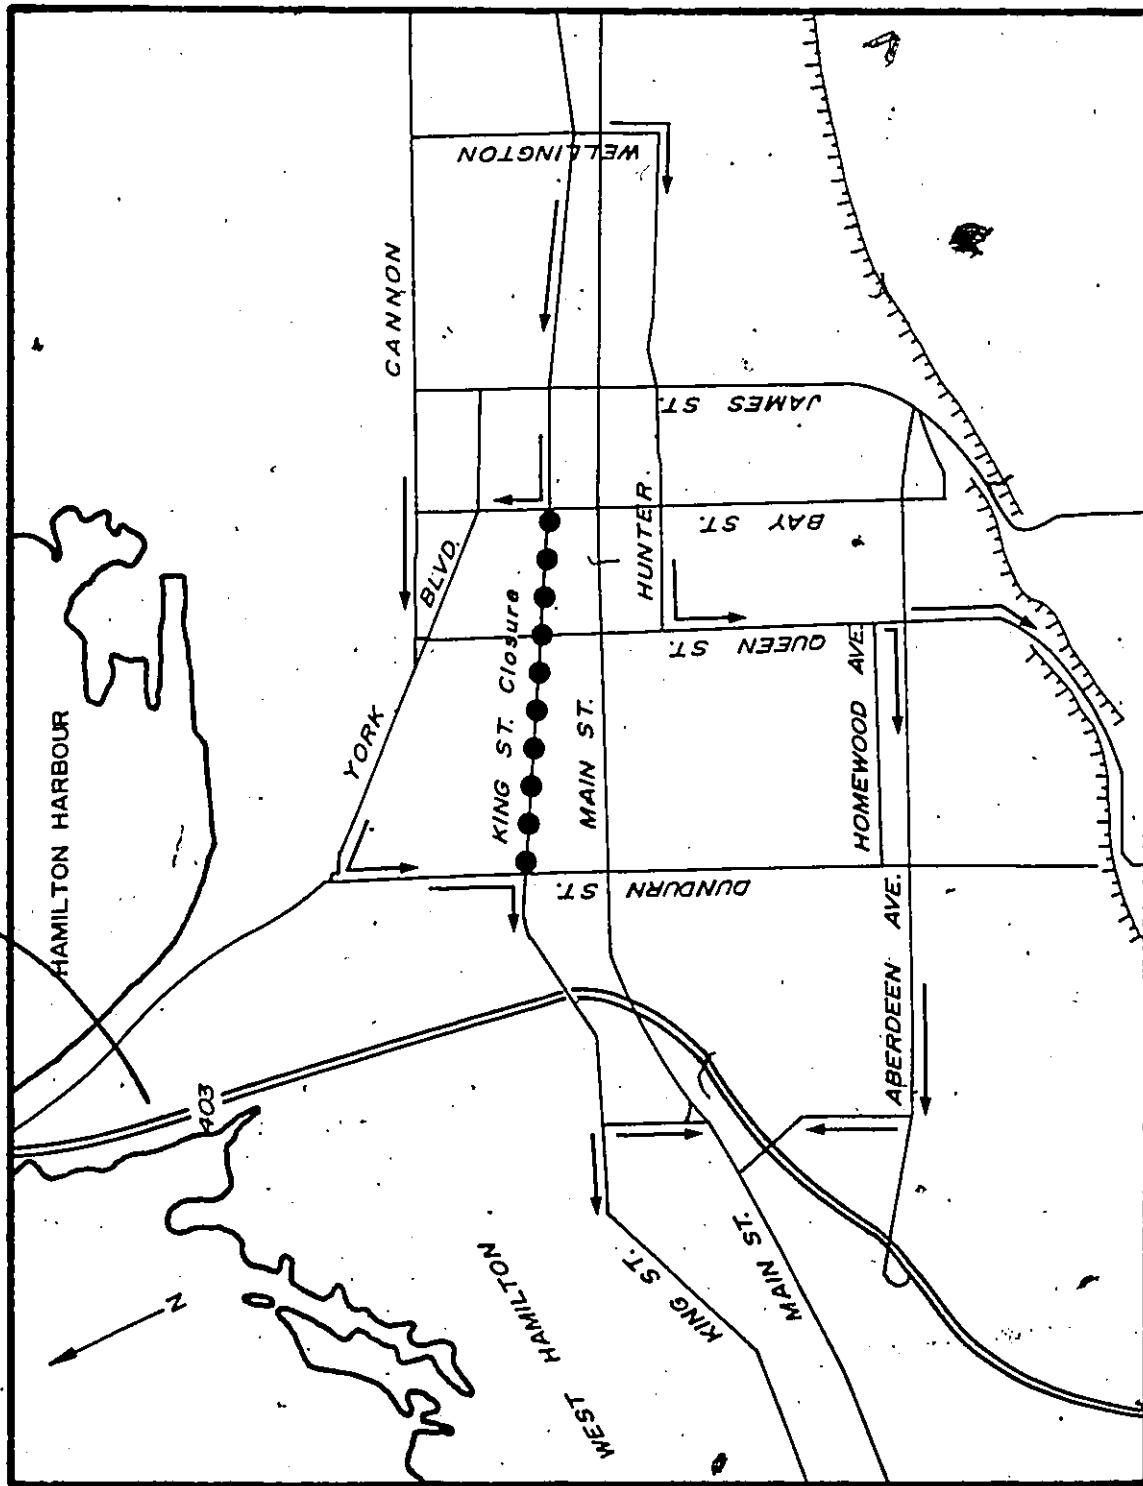 HAMILTON HARBOUR
CANNON
WELLINGTON
JAMES ST.
HUNTER.
BAY ST.
YORK BLVD.
KING ST. Closure
MAIN ST.
QUEEN ST.
HOMEWOOD AVE.
DUNDURN ST.
ABERDEEN AVE.
403
N
WEST HAMILTON
KING ST.
MAIN ST.